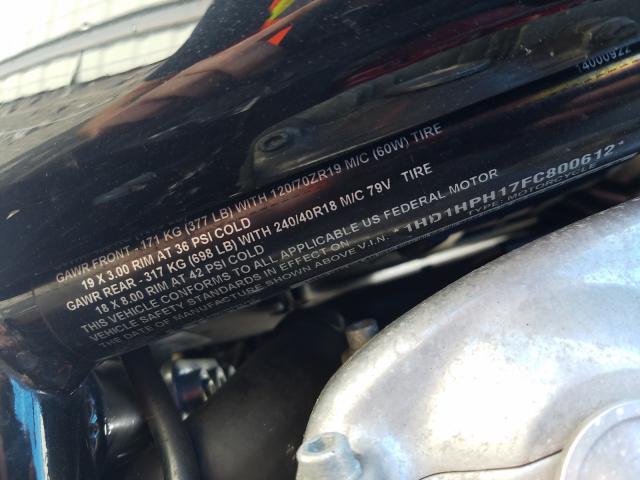 14000922
GAWR FRONT - 171 KG (377 LB) WITH 120/70ZR19 M/C (60W) TIRE
19 X 3.00 RIM AT 36 PSI COLD
GAWR REAR - 317 KG (698 LB) WITH 240/40R18 M/C 79V TIRE
18 X 8.00 RIM AT 42 PSI COLD
THIS VEHICLE CONFORMS TO ALL APPLICABLE US FEDERAL MOTOR
VEHICLE SAFETY STANDARDS IN EFFECT ON
THE DATE OF MANUFACTURE SHOWN ABOVE V.I.N. *1HD1HPH17FC800612*
TYPE: MOTORCYCLE